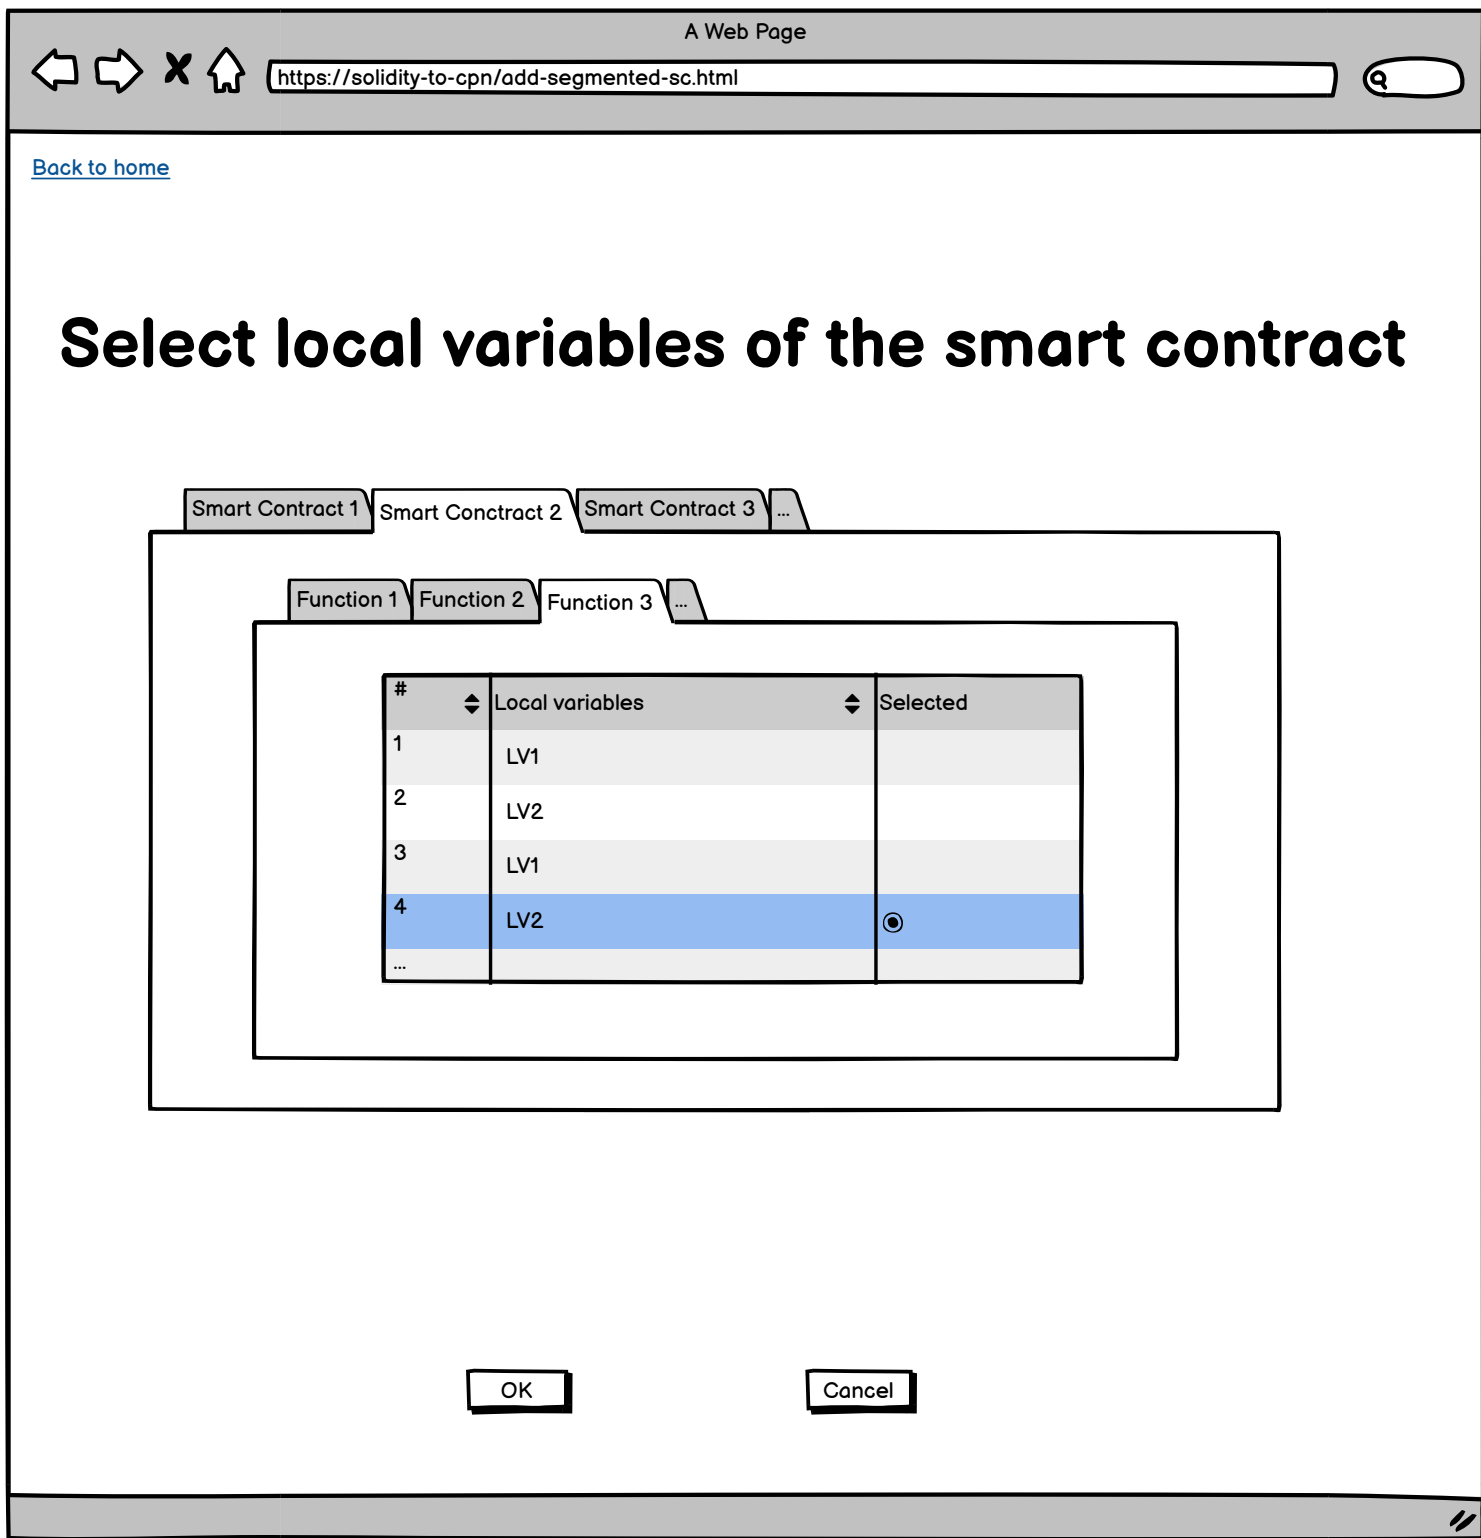 A Web Page
https://solidity-to-cpn/add-segmented-sc.html
Back to home
Select local variables of the smart contract
Smart Contract 1 Smart Conctract 2 Smart Contract 3 ...
Function 1 Function 2 Function 3 ...
# Local variables Selected
1 LV1
2 LV2
3 LV1
4 LV2
...
OK Cancel